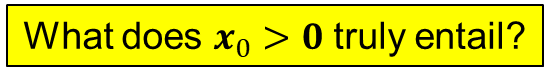 What does 𝒙₀ > 𝟎 truly entail?